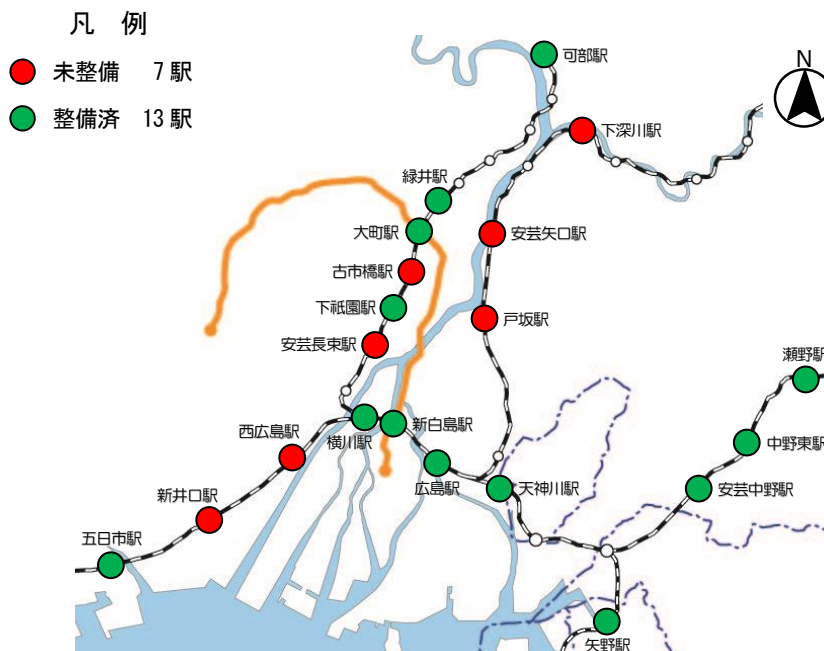 凡 例
未整備 7駅
整備済 13駅
N
可部駅
下深川駅
緑井駅
大町駅
安芸矢口駅
古市橋駅
下祇園駅
戸坂駅
安芸長束駅
瀬野駅
西広島駅
横川駅
新白島駅
中野東駅
広島駅
天神川駅
安芸中野駅
新井口駅
五日市駅
矢野駅